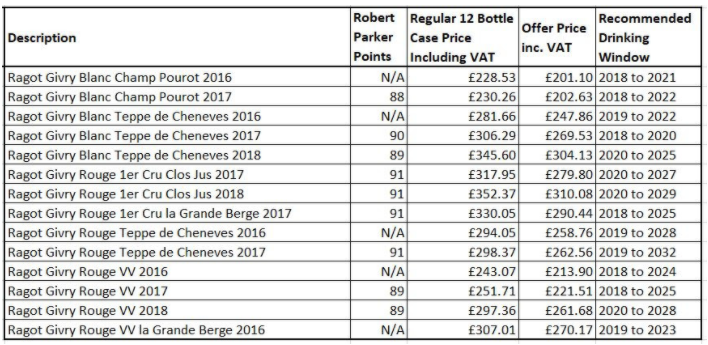 Description Robert Parker Points Regular 12 Bottle Case Price Including VAT Offer Price inc. VAT Recommended Drinking Window
Ragot Givry Blanc Champ Pourot 2016 N/A £228.53 £201.10 2018 to 2021
Ragot Givry Blanc Champ Pourot 2017 88 £230.26 £202.63 2018 to 2022
Ragot Givry Blanc Teppe de Cheneves 2016 N/A £281.66 £247.86 2019 to 2022
Ragot Givry Blanc Teppe de Cheneves 2017 90 £306.29 £269.53 2018 to 2020
Ragot Givry Blanc Teppe de Cheneves 2018 89 £345.60 £304.13 2020 to 2025
Ragot Givry Rouge 1er Cru Clos Jus 2017 91 £317.95 £279.80 2020 to 2027
Ragot Givry Rouge 1er Cru Clos Jus 2018 91 £352.37 £310.08 2020 to 2029
Ragot Givry Rouge 1er Cru la Grande Berge 2017 91 £330.05 £290.44 2018 to 2025
Ragot Givry Rouge Teppe de Cheneves 2016 N/A £294.05 £258.76 2019 to 2028
Ragot Givry Rouge Teppe de Cheneves 2017 91 £298.37 £262.56 2019 to 2032
Ragot Givry Rouge VV 2016 N/A £243.07 £213.90 2018 to 2024
Ragot Givry Rouge VV 2017 89 £251.71 £221.51 2018 to 2025
Ragot Givry Rouge VV 2018 89 £297.36 £261.68 2020 to 2028
Ragot Givry Rouge VV la Grande Berge 2016 N/A £307.01 £270.17 2019 to 2023